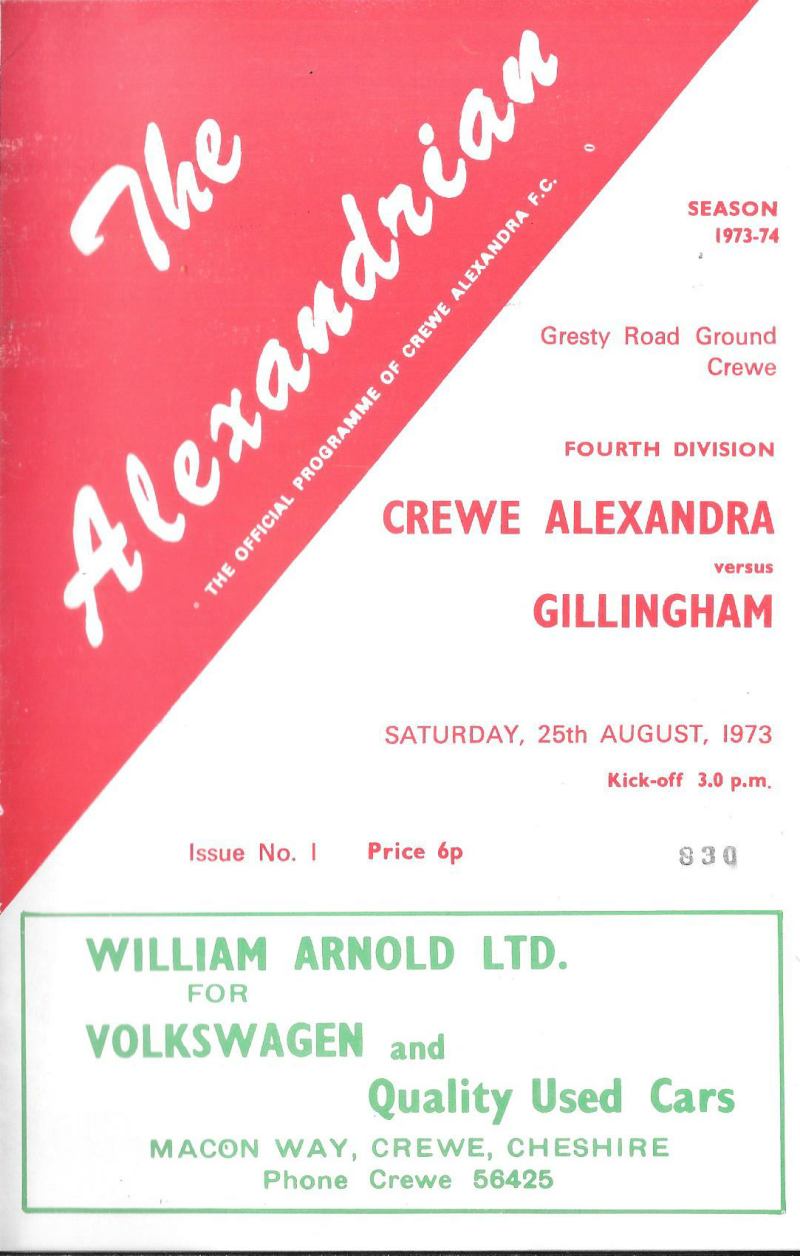 The
Alexandrian
THE OFFICIAL PROGRAMME OF CREWE ALEXANDRA F.C.
SEASON
1973-74
Gresty Road Ground
Crewe
FOURTH DIVISION
CREWE ALEXANDRA
versus
GILLINGHAM
SATURDAY, 25th AUGUST, 1973
Kick-off 3.0 p.m.
Issue No. 1 Price 6p 830
WILLIAM ARNOLD LTD.
FOR
VOLKSWAGEN and
Quality Used Cars
MACON WAY, CREWE, CHESHIRE
Phone Crewe 56425